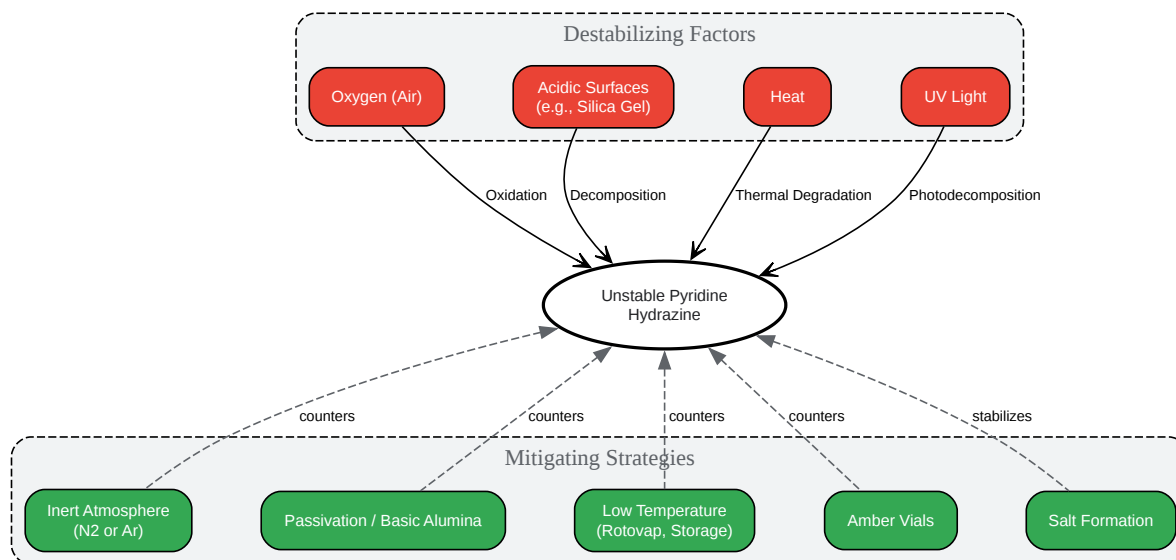 Destabilizing Factors
Oxygen (Air)
Acidic Surfaces
(e.g., Silica Gel)
Heat
UV Light
Oxidation
Decomposition
Thermal Degradation
Photodecomposition
Unstable Pyridine
Hydrazine
counters
counters
counters
counters
stabilizes
Mitigating Strategies
Inert Atmosphere
(N2 or Ar)
Passivation / Basic Alumina
Low Temperature
(Rotovap, Storage)
Amber Vials
Salt Formation